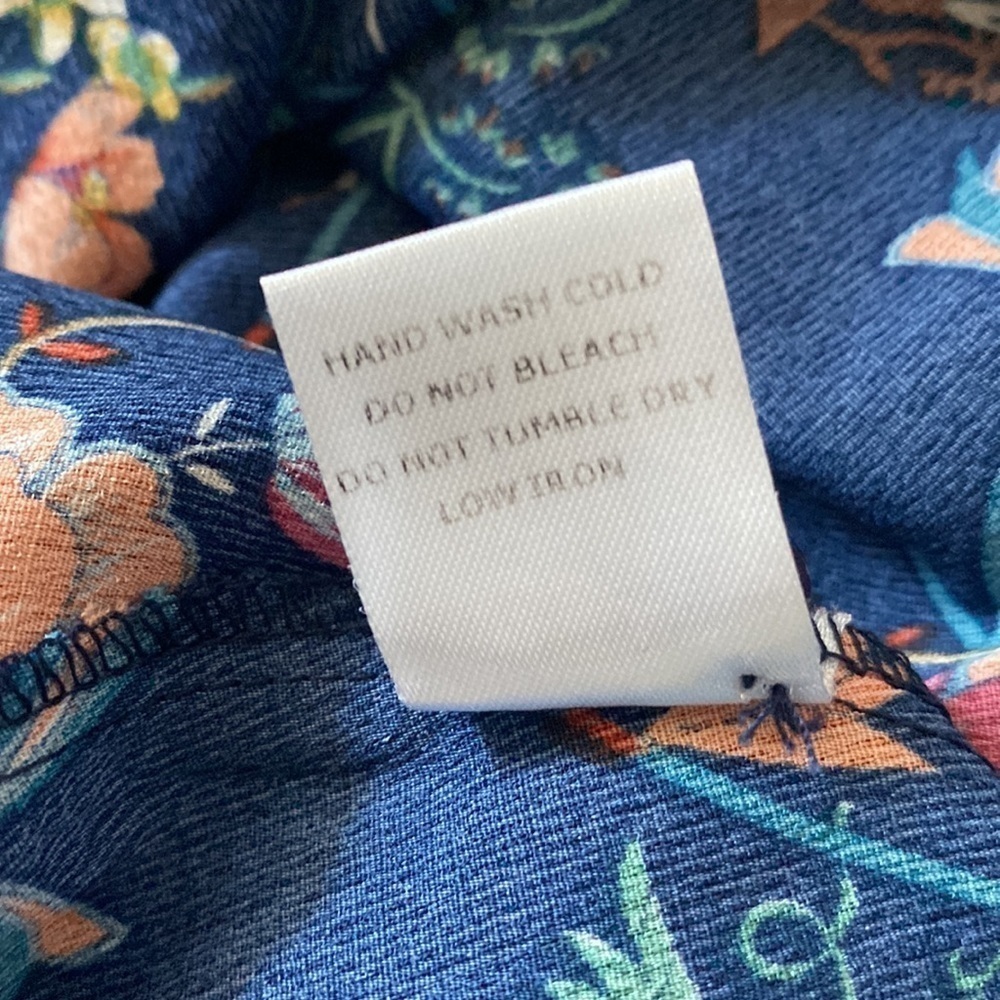 HAND WASH COLD
DO NOT BLEACH
DO NOT TUMBLE DRY
LOW IRON